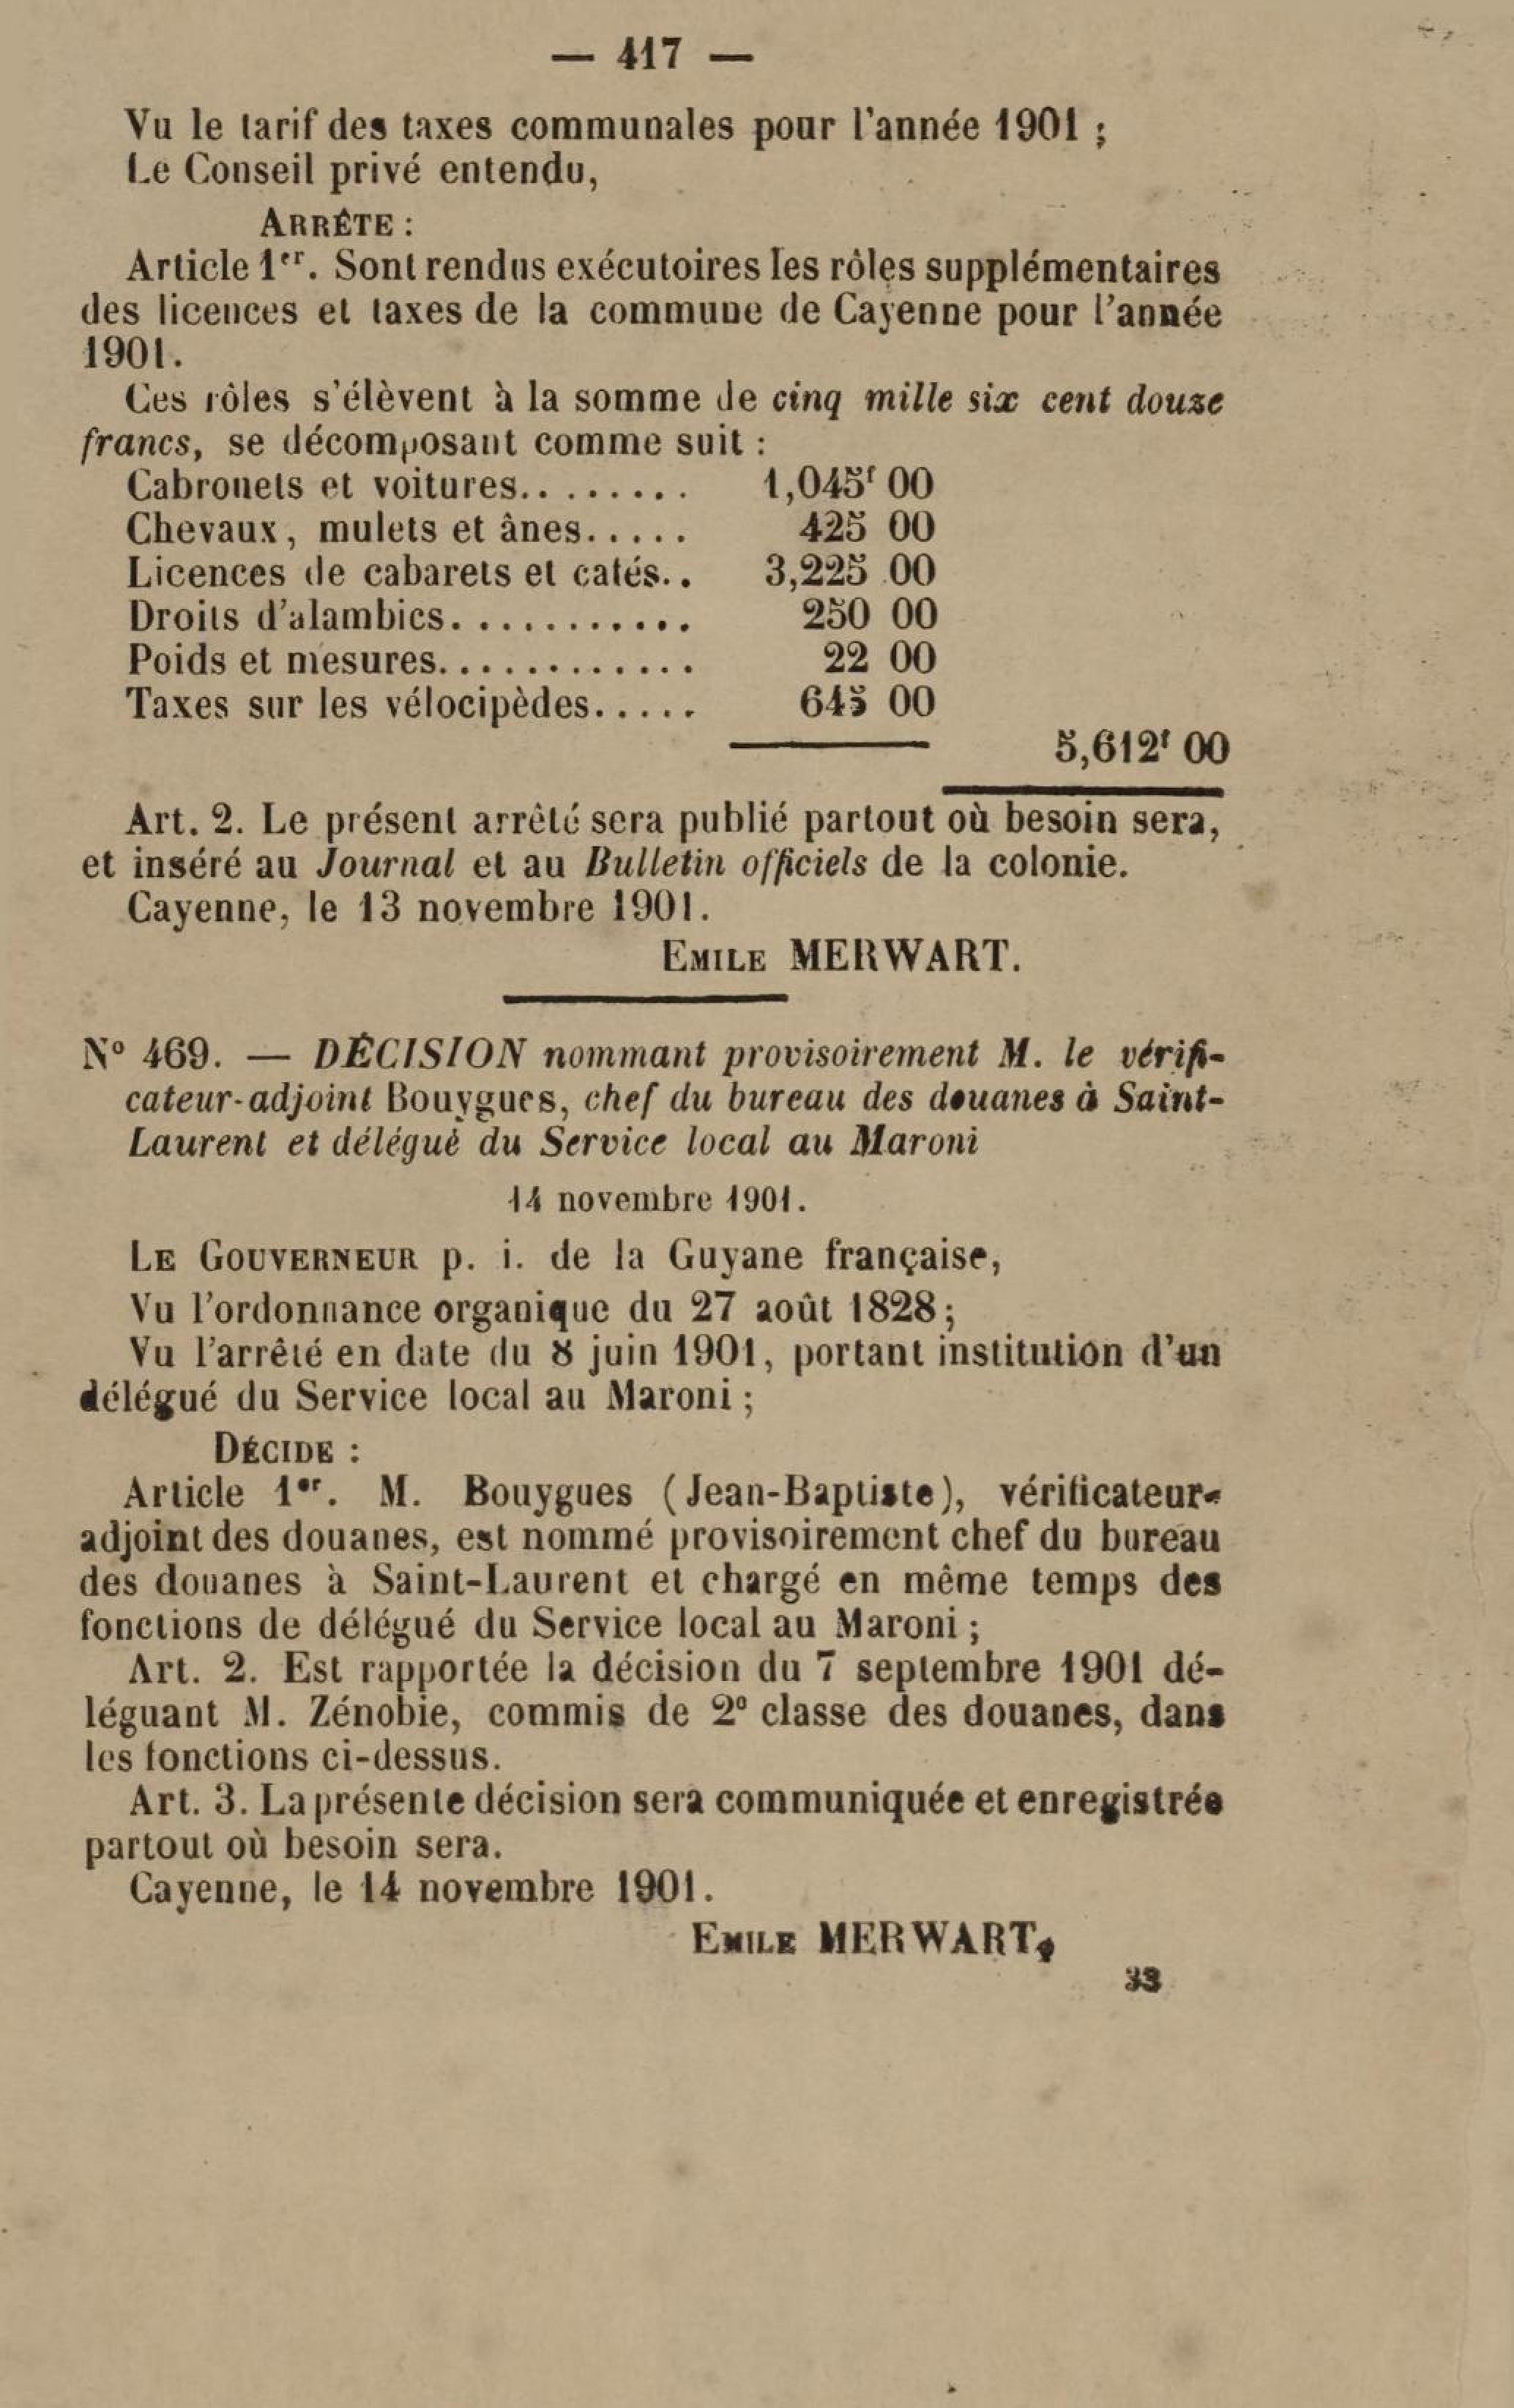 — 417 —
Vu le tarif des taxes communales pour l'année 1901 ;
Le Conseil privé entendu,
ARRÊTE :
Article 1er. Sont rendus exécutoires les rôles supplémentaires
des licences et taxes de la commune de Cayenne pour l'année
1901.
Ces rôles s'élèvent à la somme de cinq mille six cent douze
francs, se décomposant comme suit :
Cabrouets et voitures......... 1,045f 00
Chevaux, mulets et ânes..... 425 00
Licences de cabarets et cafés.. 3,225 00
Droits d'alambics............ 250 00
Poids et mesures............. 22 00
Taxes sur les vélocipèdes..... 645 00
5,612f 00
Art. 2. Le présent arrêté sera publié partout où besoin sera,
et inséré au Journal et au Bulletin officiels de la colonie.
Cayenne, le 13 novembre 1901.
EMILE MERWART.
N° 469. — DÉCISION nommant provisoirement M. le vérifi-
cateur-adjoint Bouygues, chef du bureau des douanes à Saint-
Laurent et délégué du Service local au Maroni
14 novembre 1901.
LE GOUVERNEUR p. i. de la Guyane française,
Vu l'ordonnance organique du 27 août 1828;
Vu l'arrêté en date du 8 juin 1901, portant institution d'un
délégué du Service local au Maroni ;
DÉCIDE :
Article 1er. M. Bouygues (Jean-Baptiste), vérificateur-
adjoint des douanes, est nommé provisoirement chef du bureau
des douanes à Saint-Laurent et chargé en même temps des
fonctions de délégué du Service local au Maroni ;
Art. 2. Est rapportée la décision du 7 septembre 1901 dé-
léguant M. Zénobie, commis de 2e classe des douanes, dans
les fonctions ci-dessus.
Art. 3. La présente décision sera communiquée et enregistrée
partout où besoin sera.
Cayenne, le 14 novembre 1901.
EMILE MERWART.
33